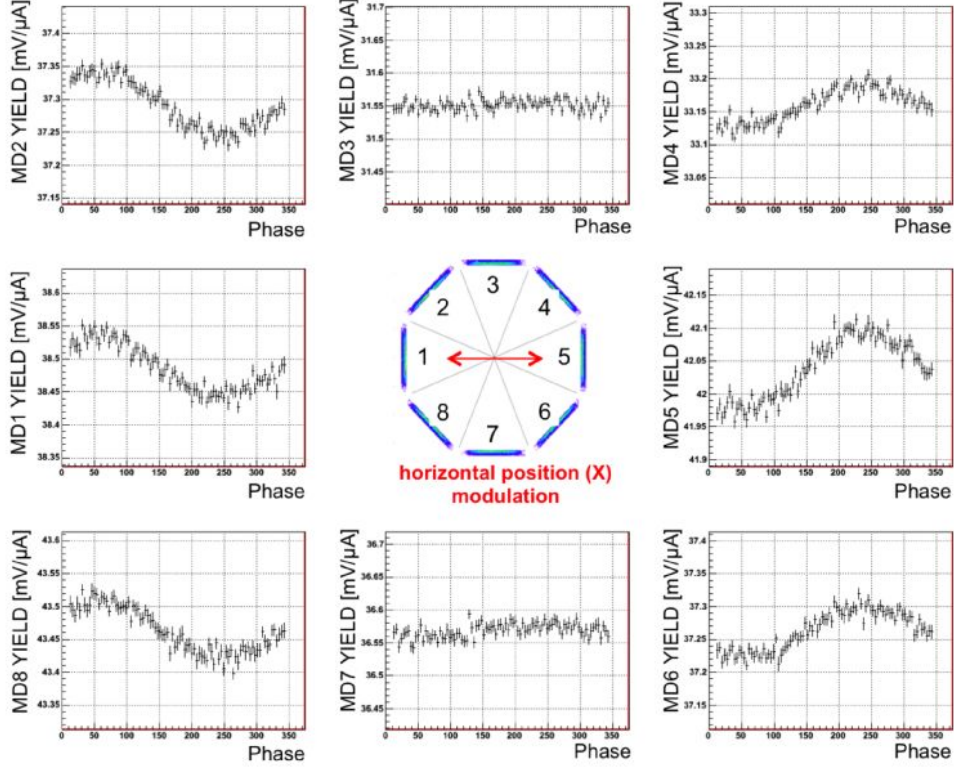 MD2 YIELD [mV/µA]
37.4
37.35
37.3
37.25
37.2
37.15
0 50 100 150 200 250 300 350
Phase
MD3 YIELD [mV/µA]
31.7
31.65
31.6
31.55
31.5
31.45
0 50 100 150 200 250 300 350
Phase
MD4 YIELD [mV/µA]
33.3
33.25
33.2
33.15
33.1
33.05
0 50 100 150 200 250 300 350
Phase
MD1 YIELD [mV/µA]
38.6
38.55
38.5
38.45
38.4
38.35
0 50 100 150 200 250 300 350
Phase
3
2 4
1 5
8 6
7
horizontal position (X)
modulation
MD5 YIELD [mV/µA]
42.15
42.1
42.05
42
41.95
41.9
0 50 100 150 200 250 300 350
Phase
MD8 YIELD [mV/µA]
43.6
43.55
43.5
43.45
43.4
43.35
0 50 100 150 200 250 300 350
Phase
MD7 YIELD [mV/µA]
36.7
36.65
36.6
36.55
36.5
36.45
0 50 100 150 200 250 300 350
Phase
MD6 YIELD [mV/µA]
37.4
37.35
37.3
37.25
37.2
37.15
0 50 100 150 200 250 300 350
Phase